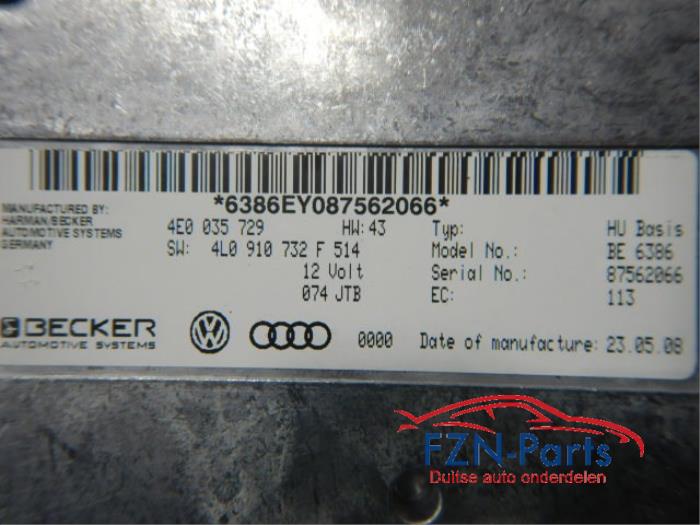 *6386EY087562066*
MANUFACTURED BY:
HARMAN/BECKER
AUTOMOTIVE SYSTEMS
GERMANY
4E0 035 729 HW: 43
SW: 4L0 910 732 F 514
12 Volt
074 JTB
Typ: HU Basis
Model No.: BE 6386
Serial No.: 87562066
EC: 113
BECKER
AUTOMOTIVE SYSTEMS
0000 Date of manufacture: 23.05.08
FZN-Parts
Duitse auto onderdelen